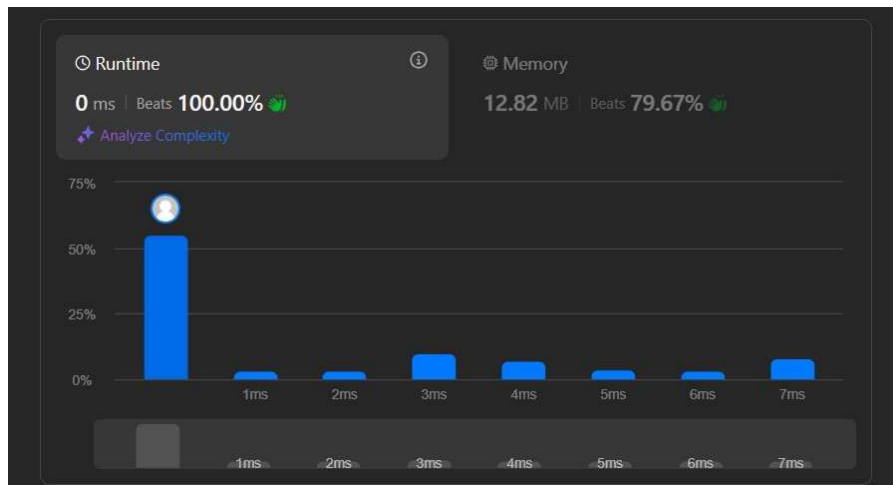 Runtime
Memory
0 ms | Beats 100.00%
12.82 MB | Beats 79.67%
Analyze Complexity
75%
50%
25%
0%
1ms 2ms 3ms 4ms 5ms 6ms 7ms
1ms 2ms 3ms 4ms 5ms 6ms 7ms